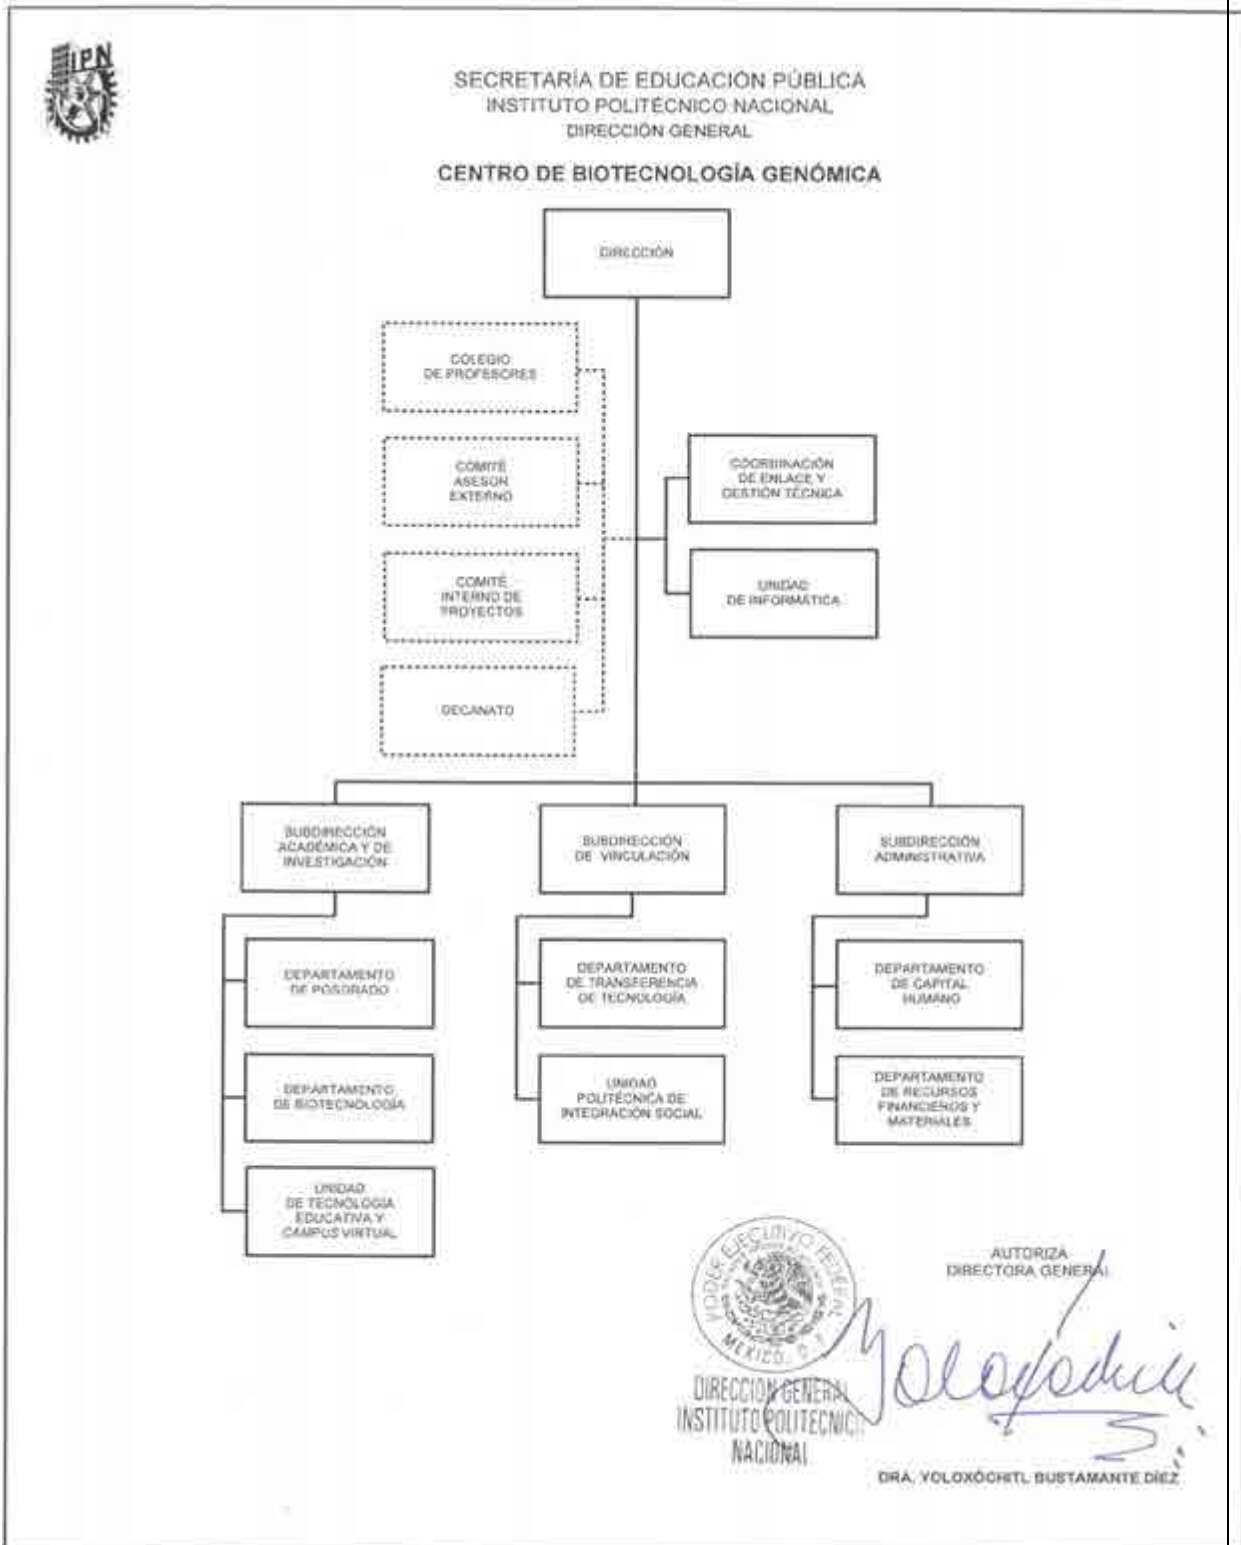 IPN
SECRETARÍA DE EDUCACIÓN PÚBLICA
INSTITUTO POLITÉCNICO NACIONAL
DIRECCIÓN GENERAL
CENTRO DE BIOTECNOLOGÍA GENÓMICA
DIRECCIÓN
COLEGIO
DE PROFESORES
COMITÉ
ASESOR
EXTERNO
COORDINACIÓN
DE ENLACE Y
GESTIÓN TÉCNICA
COMITÉ
INTERNO DE
PROYECTOS
UNIDAD
DE INFORMÁTICA
DECANATO
SUBDIRECCIÓN
ACADÉMICA Y DE
INVESTIGACIÓN
SUBDIRECCIÓN
DE VINCULACIÓN
SUBDIRECCIÓN
ADMINISTRATIVA
DEPARTAMENTO
DE POSGRADO
DEPARTAMENTO
DE TRANSFERENCIA
DE TECNOLOGÍA
DEPARTAMENTO
DE CAPITAL
HUMANO
DEPARTAMENTO
DE BIOTECNOLOGÍA
UNIDAD
POLITÉCNICA DE
INTEGRACIÓN SOCIAL
DEPARTAMENTO
DE RECURSOS
FINANCIEROS Y
MATERIALES
UNIDAD
DE TECNOLOGÍA
EDUCATIVA Y
CAMPUS VIRTUAL
PODER EJECUTIVO FEDERAL
MEXICO, D. F.
DIRECCION GENERAL
INSTITUTO POLITECNICO
NACIONAL
AUTORIZA
DIRECTORA GENERAL
Yoloxóchitl
DRA. YOLOXÓCHITL BUSTAMANTE DÍEZ